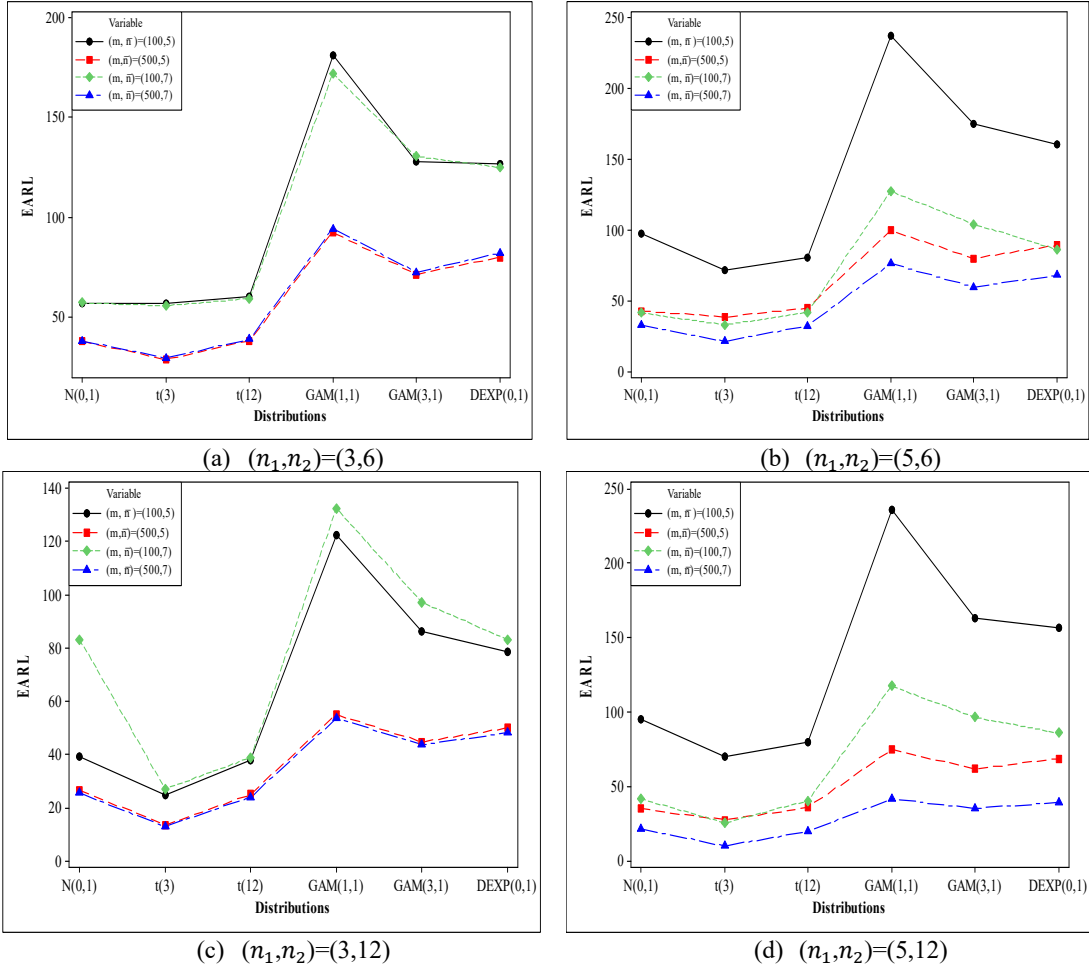 200
150
100
50
EARL
Variable
(m, n̄ )=(100,5)
(m,n̄)=(500,5)
(m, n̄)=(100,7)
(m, n̄)=(500,7)
N(0,1) t(3) t(12) GAM(1,1) GAM(3,1) DEXP(0,1)
Distributions
(a) (n₁,n₂)=(3,6)
250
200
150
100
50
0
EARL
Variable
(m, n̄ )=(100,5)
(m,n̄)=(500,5)
(m, n̄)=(100,7)
(m, n̄)=(500,7)
N(0,1) t(3) t(12) GAM(1,1) GAM(3,1) DEXP(0,1)
Distributions
(b) (n₁,n₂)=(5,6)
140
120
100
80
60
40
20
0
EARL
Variable
(m, n̄ )=(100,5)
(m,n̄)=(500,5)
(m, n̄)=(100,7)
(m, n̄)=(500,7)
N(0,1) t(3) t(12) GAM(1,1) GAM(3,1) DEXP(0,1)
Distributions
(c) (n₁,n₂)=(3,12)
250
200
150
100
50
0
EARL
Variable
(m, n̄ )=(100,5)
(m,n̄)=(500,5)
(m, n̄)=(100,7)
(m, n̄)=(500,7)
N(0,1) t(3) t(12) GAM(1,1) GAM(3,1) DEXP(0,1)
Distributions
(d) (n₁,n₂)=(5,12)